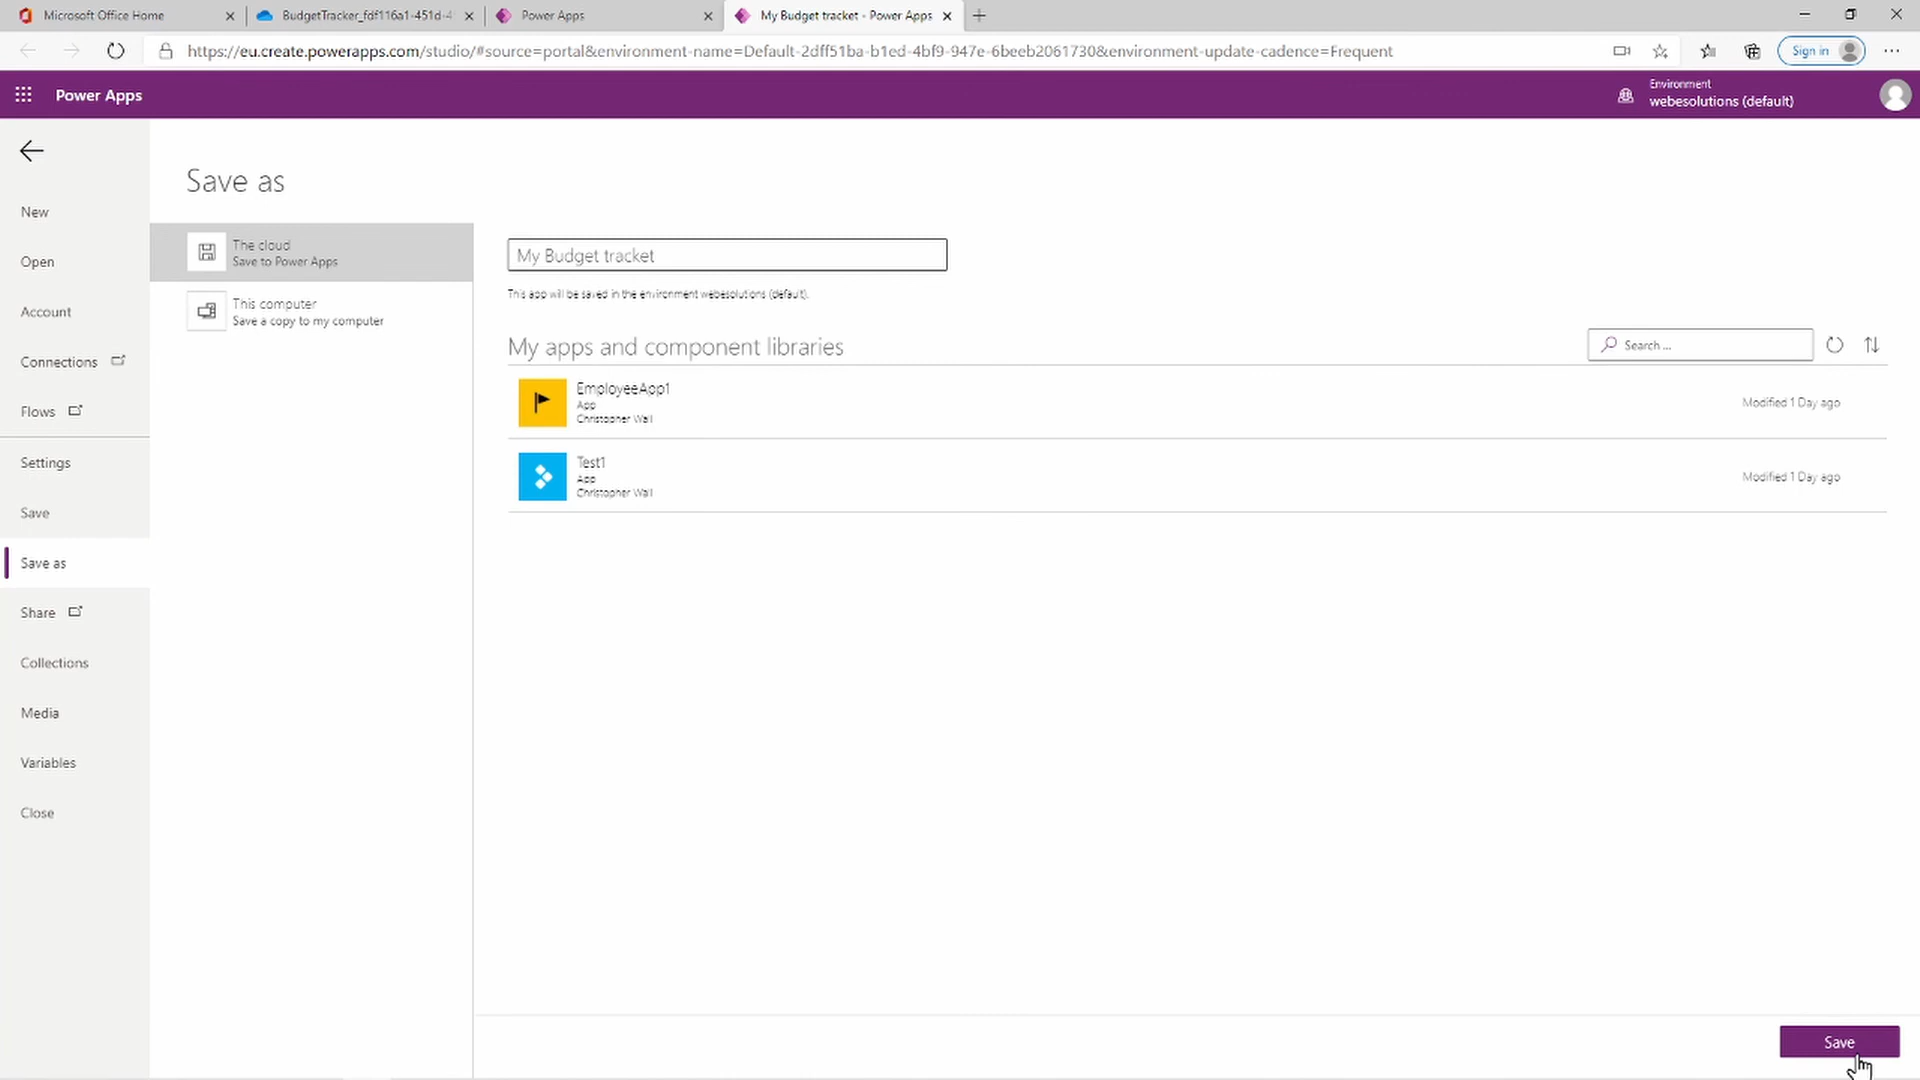 Microsoft Office Home
BudgetTracker_fdf116a1-451d-4
Power Apps
My Budget tracket - Power Apps
https://eu.create.powerapps.com/studio/#source=portal&environment-name=Default-2dff51ba-b1ed-4bf9-947e-6beeb2061730&environment-update-cadence=Frequent
Sign in
Power Apps
Environment
webesolutions (default)
New
Open
Account
Connections
Flows
Settings
Save
Save as
Share
Collections
Media
Variables
Close
Save as
The cloud
Save to Power Apps
This computer
Save a copy to my computer
My Budget tracket
This app will be saved in the environment webesolutions (default).
My apps and component libraries
Search ...
EmployeeApp1
App
Christopher Wall
Modified 1 Day ago
Test1
App
Christopher Wall
Modified 1 Day ago
Save